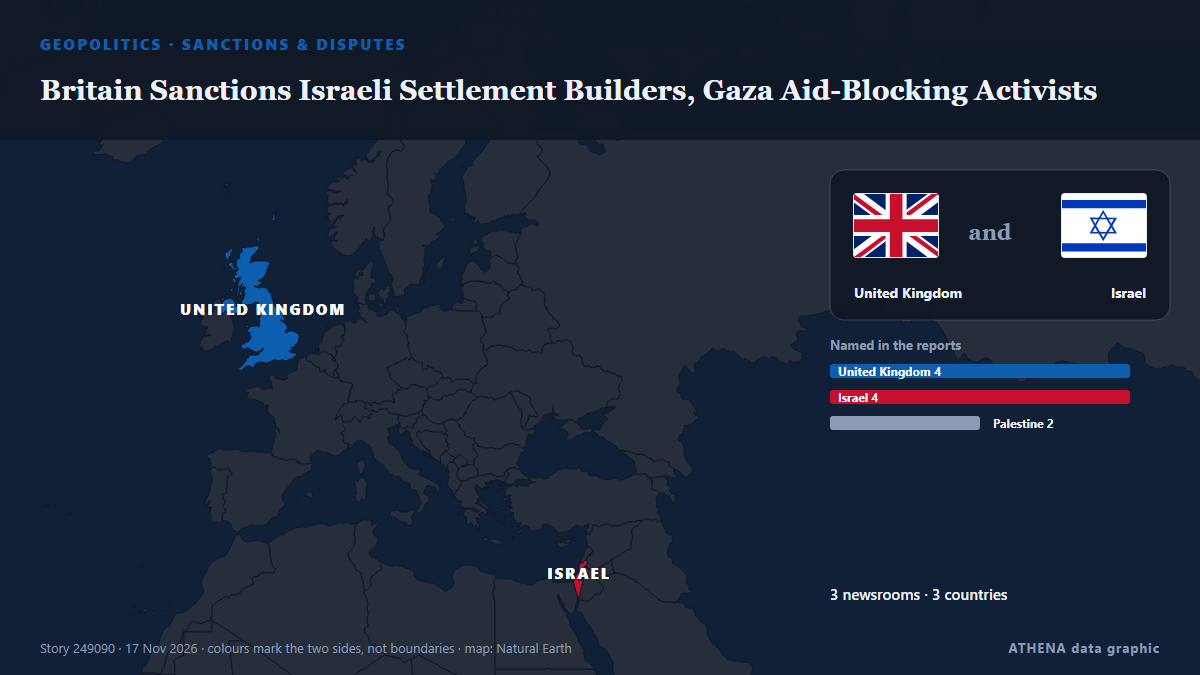 GEOPOLITICS · SANCTIONS & DISPUTES
Britain Sanctions Israeli Settlement Builders, Gaza Aid-Blocking Activists
and
United Kingdom
Israel
UNITED KINGDOM
Named in the reports
United Kingdom 4
Israel 4
Palestine 2
ISRAEL
3 newsrooms · 3 countries
Story 249090 · 17 Nov 2026 · colours mark the two sides, not boundaries · map: Natural Earth
ATHENA data graphic